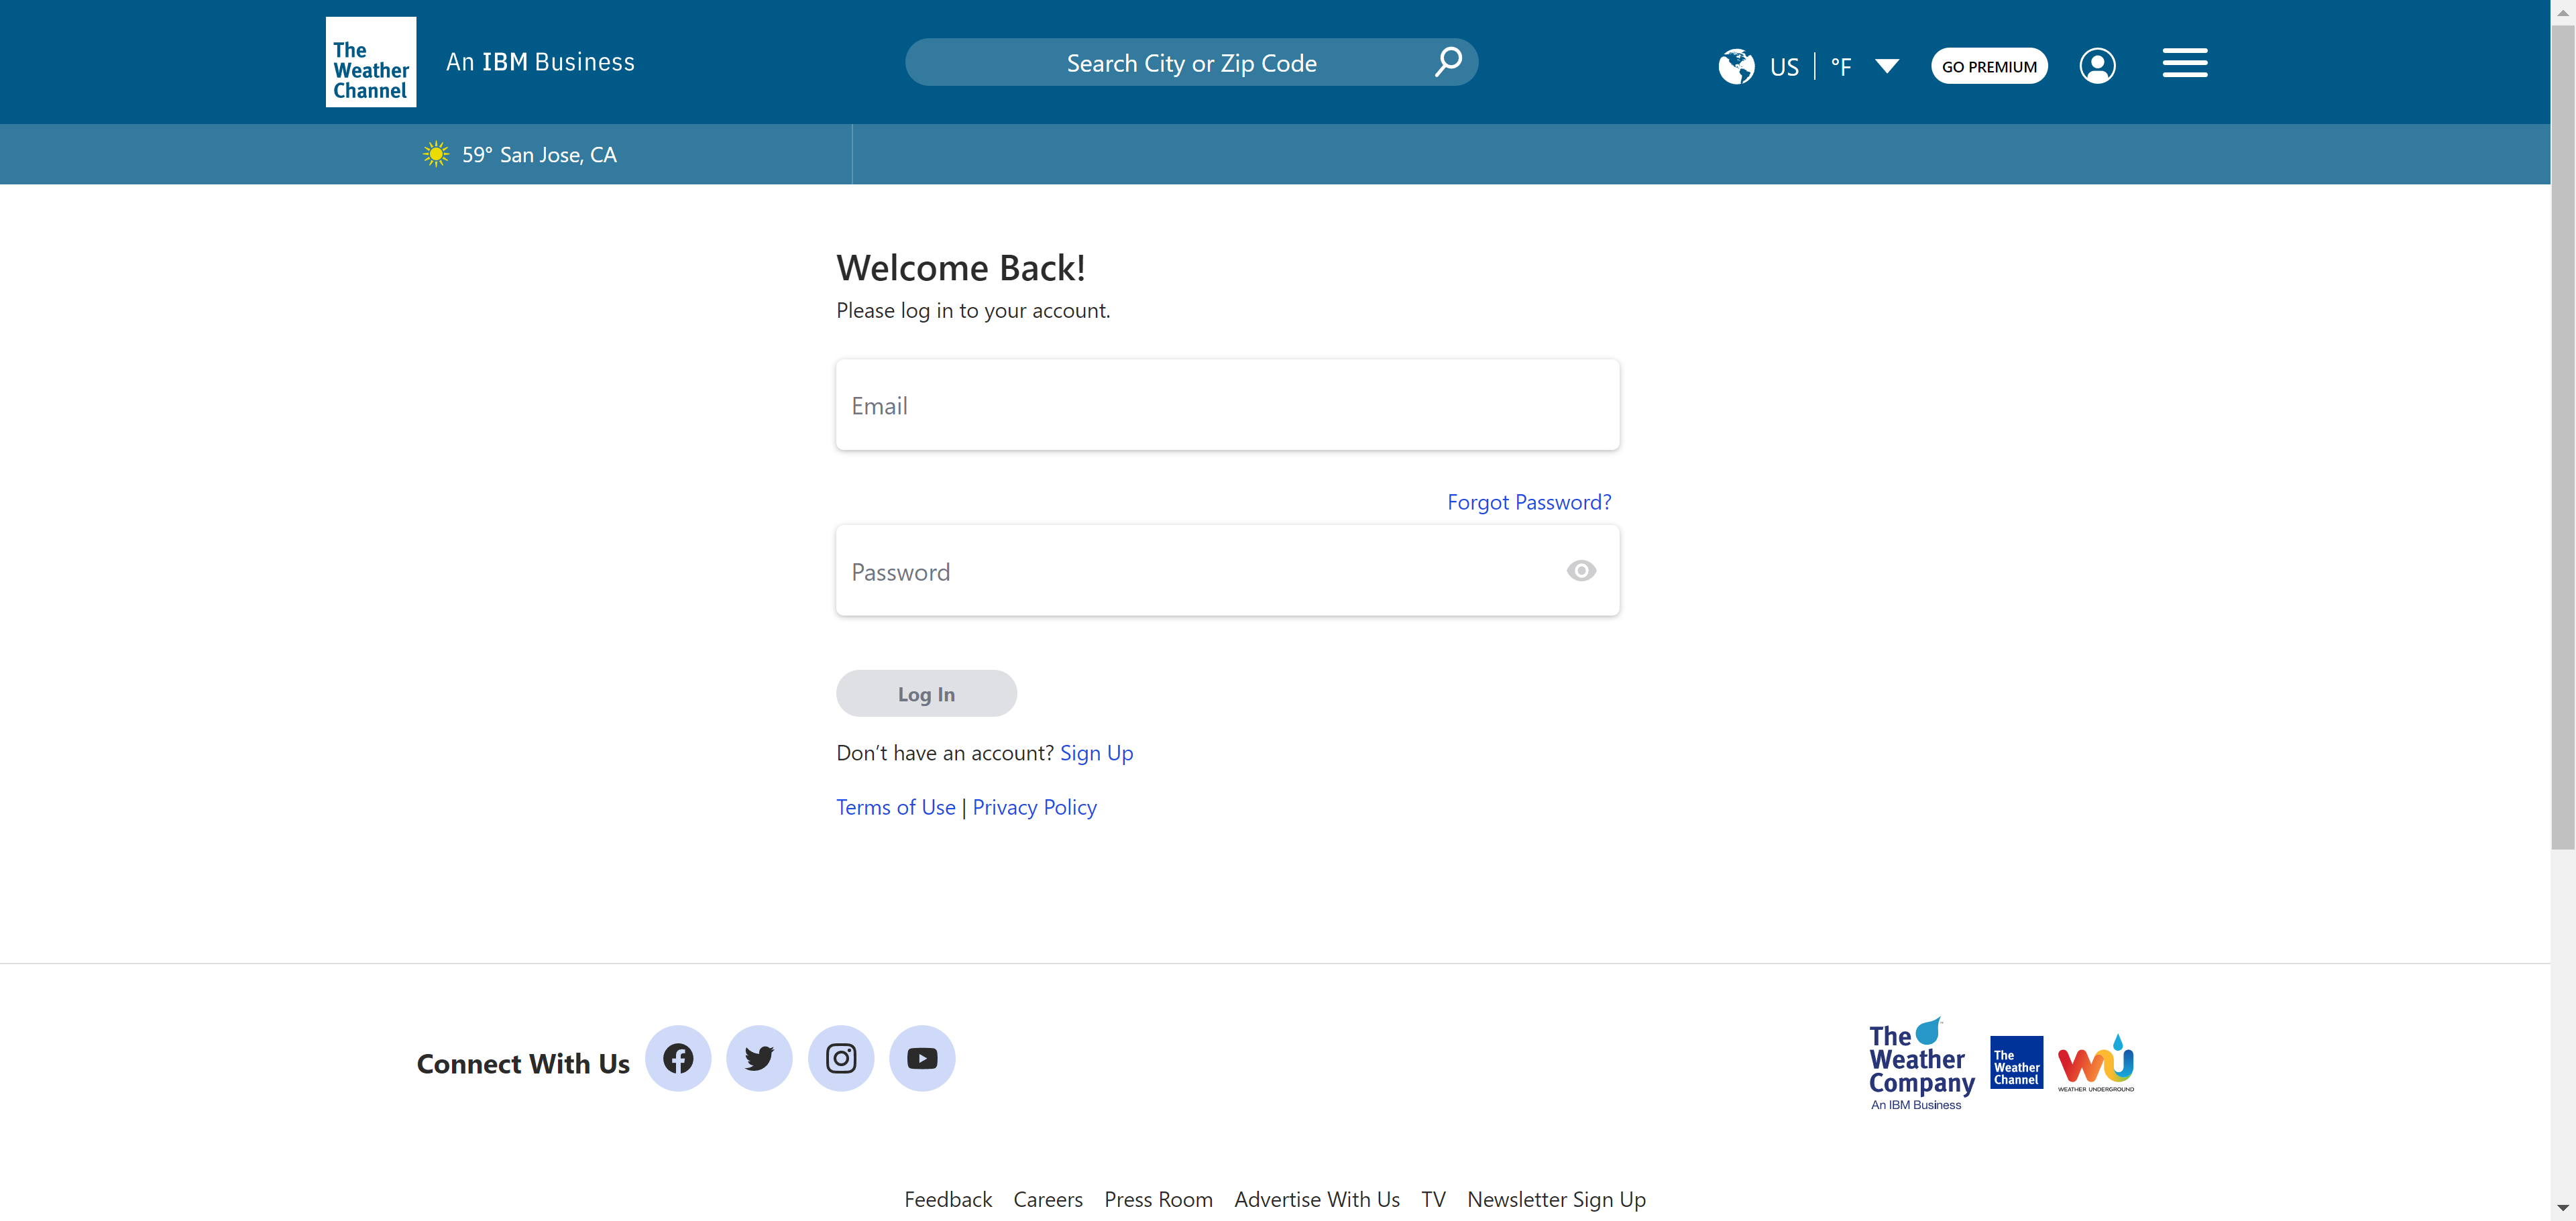 The
Weather
Channel
An IBM Business
Search City or Zip Code
US | °F
GO PREMIUM
59° San Jose, CA
Welcome Back!
Please log in to your account.
Email
Forgot Password?
Password
Log In
Don’t have an account? Sign Up
Terms of Use | Privacy Policy
Connect With Us
The
Weather
Company
An IBM Business
The
Weather
Channel
WU
WEATHER UNDERGROUND
Feedback Careers Press Room Advertise With Us TV Newsletter Sign Up